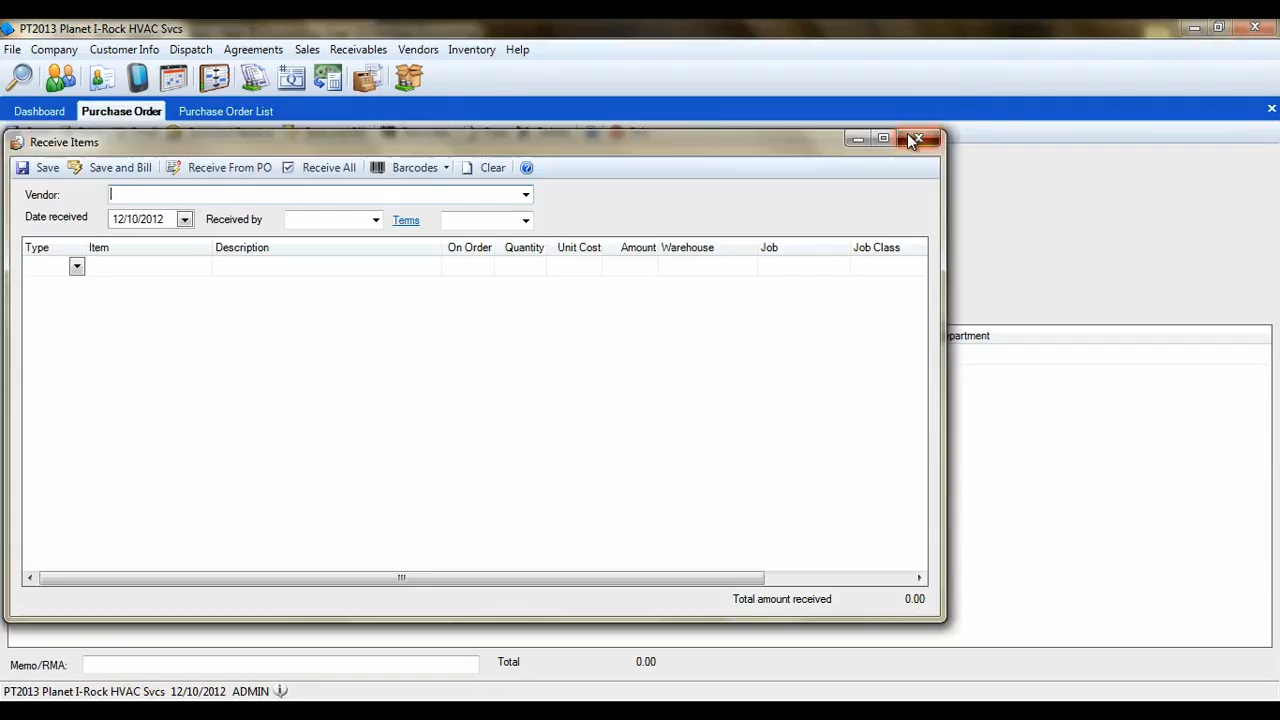 PT2013 Planet I-Rock HVAC Svcs
File Company Customer Info Dispatch Agreements Sales Receivables Vendors Inventory Help
Dashboard Purchase Order Purchase Order List
Receive Items
Save Save and Bill Receive From PO Receive All Barcodes Clear
Vendor:
Date received 12/10/2012 Received by Terms
Type Item Description On Order Quantity Unit Cost Amount Warehouse Job Job Class
partment
Total amount received 0.00
Memo/RMA: Total 0.00
PT2013 Planet I-Rock HVAC Svcs 12/10/2012 ADMIN